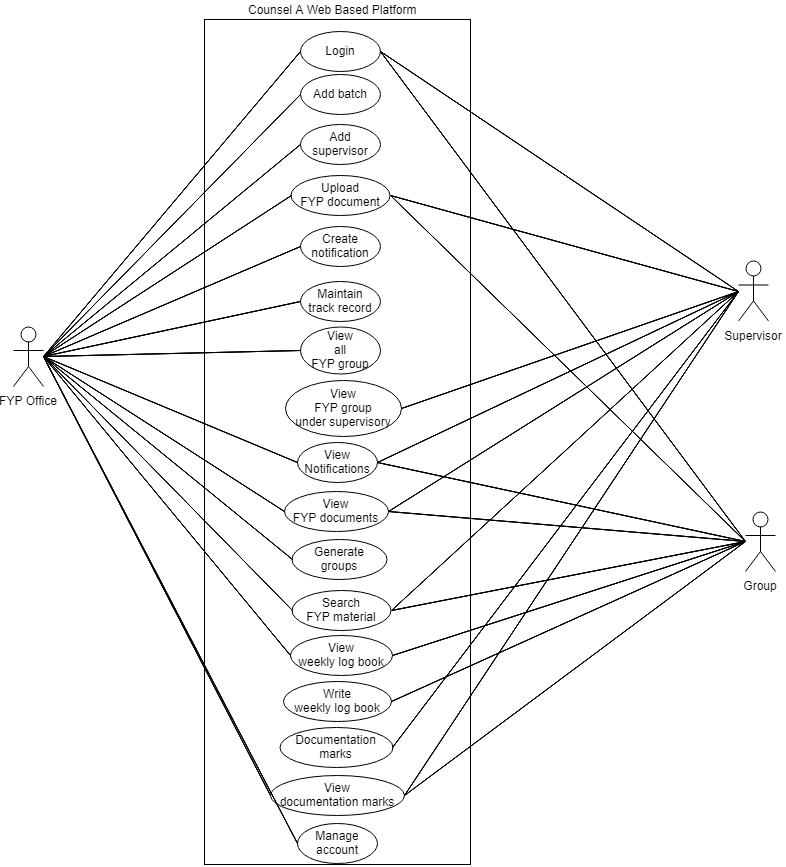 Counsel A Web Based Platform
Login
Add batch
Add
supervisor
Upload
FYP document
Create
notification
Maintain
track record
View
all
FYP group
View
FYP group
under supervisory
View
Notifications
View
FYP documents
Generate
groups
Search
FYP material
View
weekly log book
Write
weekly log book
Documentation
marks
View
documentation marks
Manage
account
FYP Office
Supervisor
Group